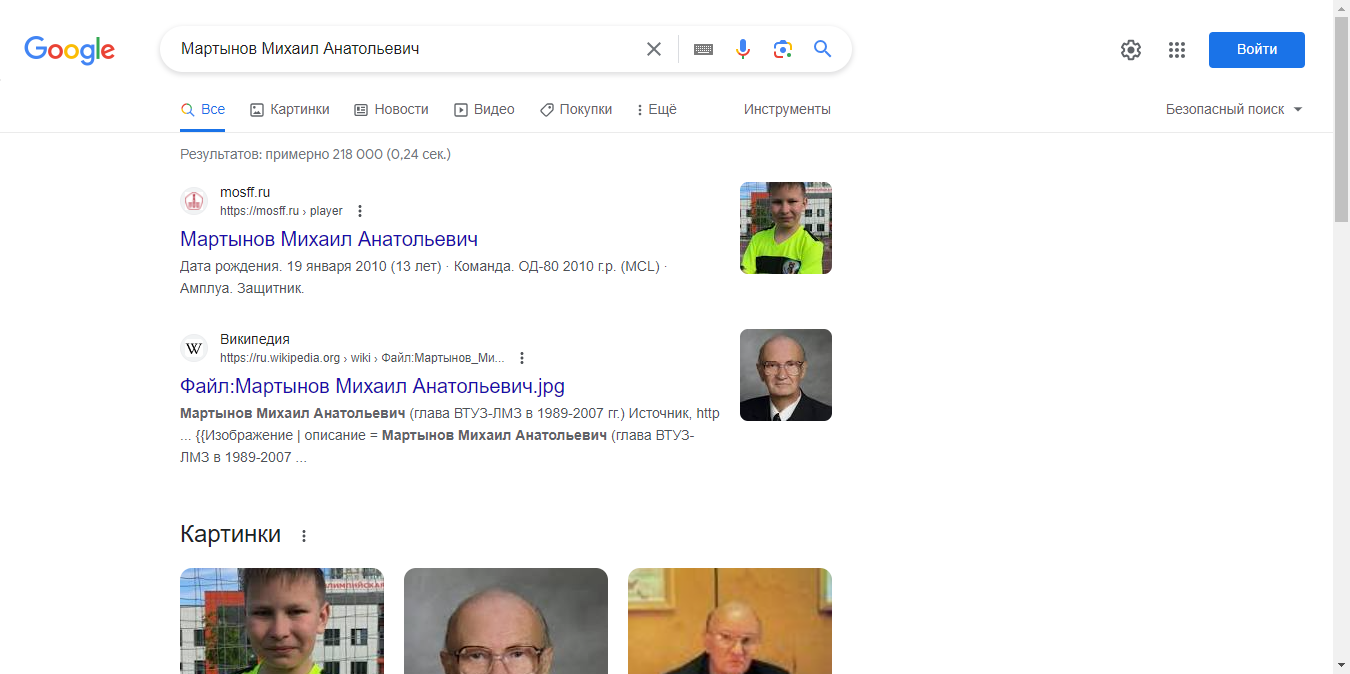 Google
Мартынов Михаил Анатольевич
Войти
Все Картинки Новости Видео Покупки Ещё Инструменты Безопасный поиск
Результатов: примерно 218 000 (0,24 сек.)
mosff.ru
https://mosff.ru › player
Мартынов Михаил Анатольевич
Дата рождения. 19 января 2010 (13 лет) · Команда. ОД-80 2010 г.р. (MCL) ·
Амплуа. Защитник.
W
Википедия
https://ru.wikipedia.org › wiki › Файл:Мартынов_Ми...
Файл:Мартынов Михаил Анатольевич.jpg
Мартынов Михаил Анатольевич (глава ВТУЗ-ЛМЗ в 1989-2007 гг.) Источник, http
... {{Изображение | описание = Мартынов Михаил Анатольевич (глава ВТУЗ-
ЛМЗ в 1989-2007 ...
Картинки